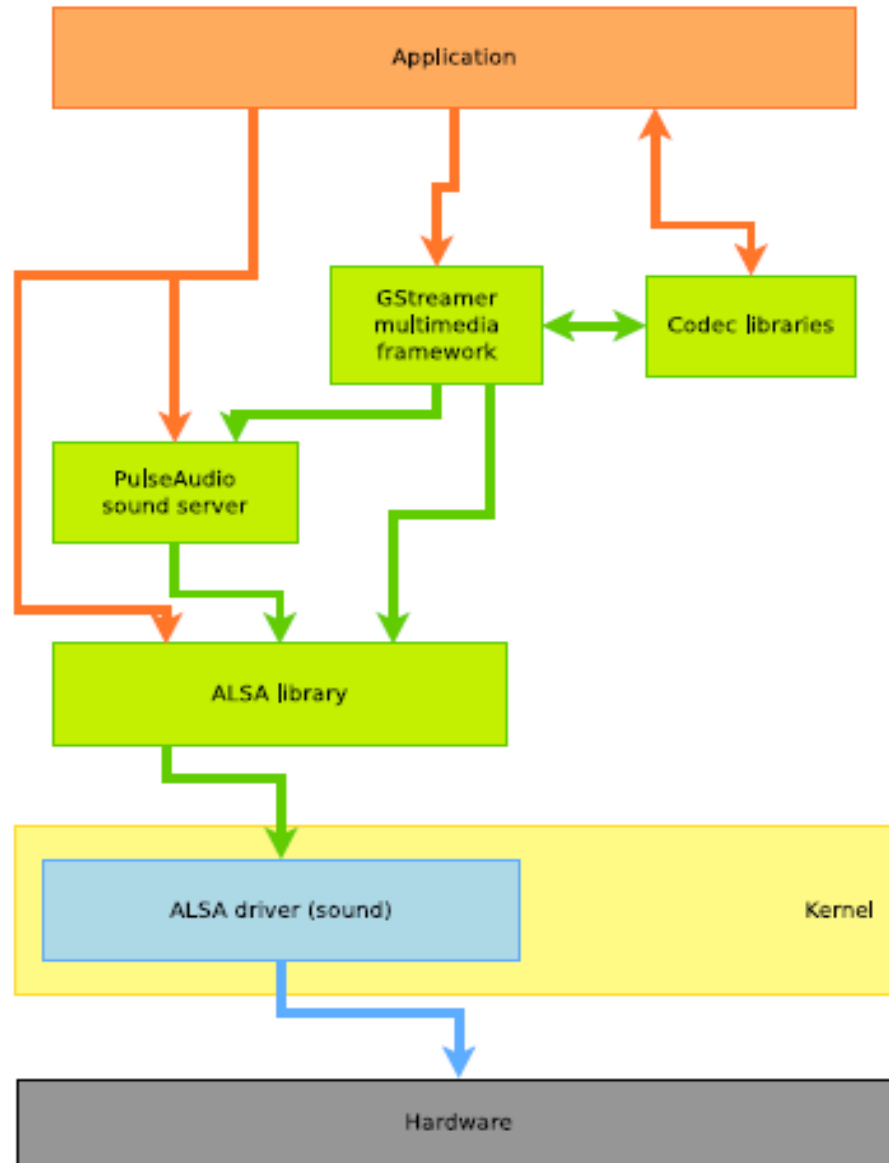 Application
GStreamer
multimedia
framework
Codec libraries
PulseAudio
sound server
ALSA library
ALSA driver (sound)
Kernel
Hardware